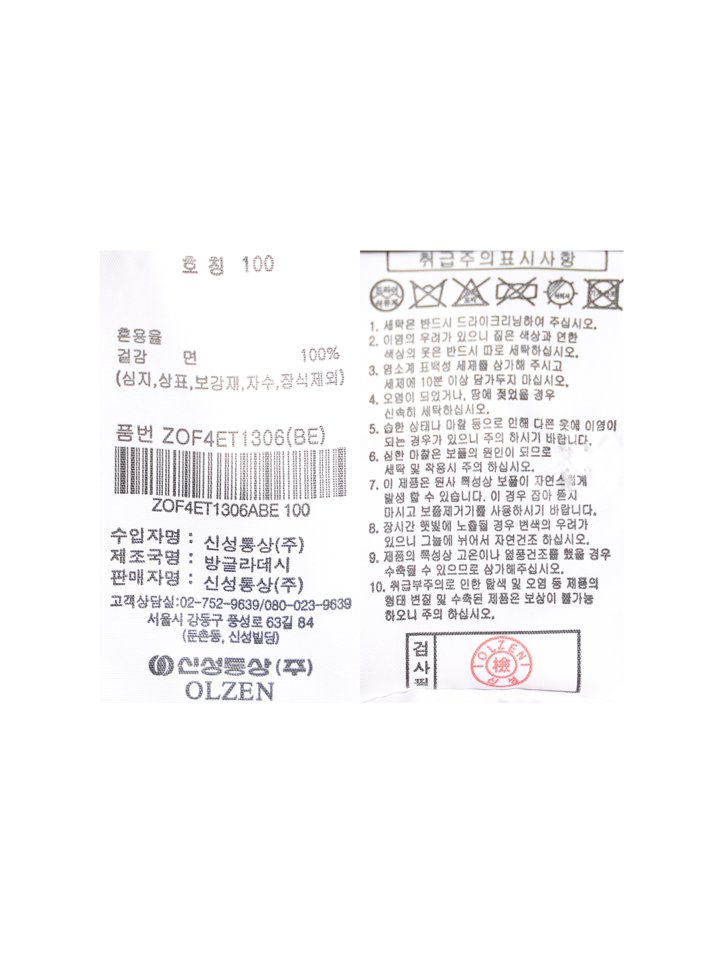 호 칭 100
혼용율
겉감 면 100%
(심지,상표,보강재,자수,장식제외)
품번 ZOF4ET1306(BE)
ZOF4ET1306ABE 100
수입자명 : 신성통상(주)
제조국명 : 방글라데시
판매자명 : 신성통상(주)
고객상담실:02-752-9639/080-023-9639
서울시 강동구 풍성로 63길 84
(둔촌동, 신성빌딩)
신성통상(주)
OLZEN
취급주의표시사항
드라이
석유계
1. 세탁은 반드시 드라이크리닝하여 주십시오.
2. 이염의 우려가 있으니 짙은 색상과 연한
색상의 옷은 반드시 따로 세탁하십시오.
3. 염소계 표백성 세제를 삼가해 주시고
세제에 10분 이상 담가두지 마십시오.
4. 오염이 되었거나, 땀에 젖었을 경우
신속히 세탁하십시오.
5. 습한 상태나 마찰 등으로 인해 다른 옷에 이염이
되는 경우가 있으니 주의 하시기 바랍니다.
6. 심한 마찰은 보풀의 원인이 되므로
세탁 및 착용시 주의 하십시오.
7. 이 제품은 원사 특성상 보풀이 자연스럽게
발생 할 수 있습니다. 이 경우 잡아 뜯지
마시고 보풀제거기를 사용하시기 바랍니다.
8. 장시간 햇빛에 노출될 경우 변색의 우려가
있으니 그늘에 뉘어서 자연건조 하십시오.
9. 제품의 특성상 고온이나 열풍건조를 했을 경우
수축될 수 있으므로 삼가해주십시오.
10. 취급부주의로 인한 탈색 및 오염 등 제품의
형태 변질 및 수축된 제품은 보상이 불가능
하오니 주의 하십시오.
검사필
OLZEN
檢
신성